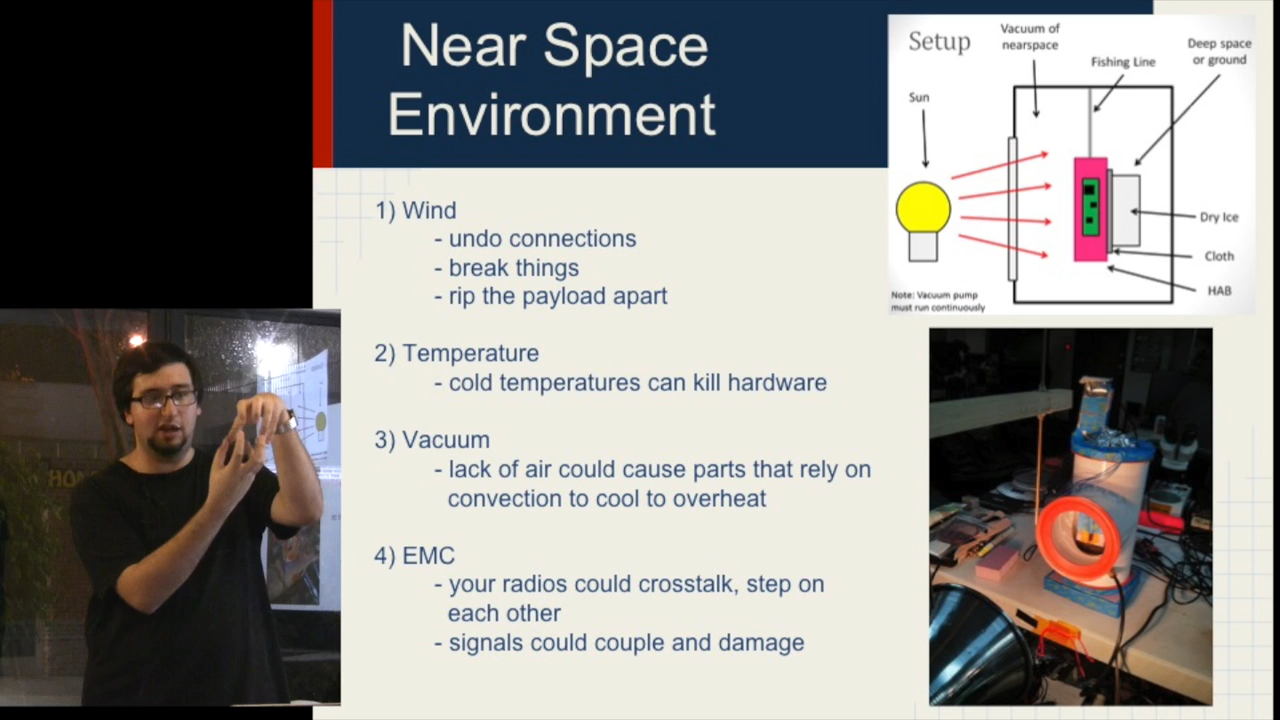 Near Space
Environment
1) Wind
- undo connections
- break things
- rip the payload apart
2) Temperature
- cold temperatures can kill hardware
3) Vacuum
- lack of air could cause parts that rely on
convection to cool to overheat
4) EMC
- your radios could crosstalk, step on
each other
- signals could couple and damage
Setup
Vacuum of
nearspace
Fishing Line
Deep space
or ground
Sun
Dry Ice
Cloth
HAB
Note: Vacuum pump
must run continuously